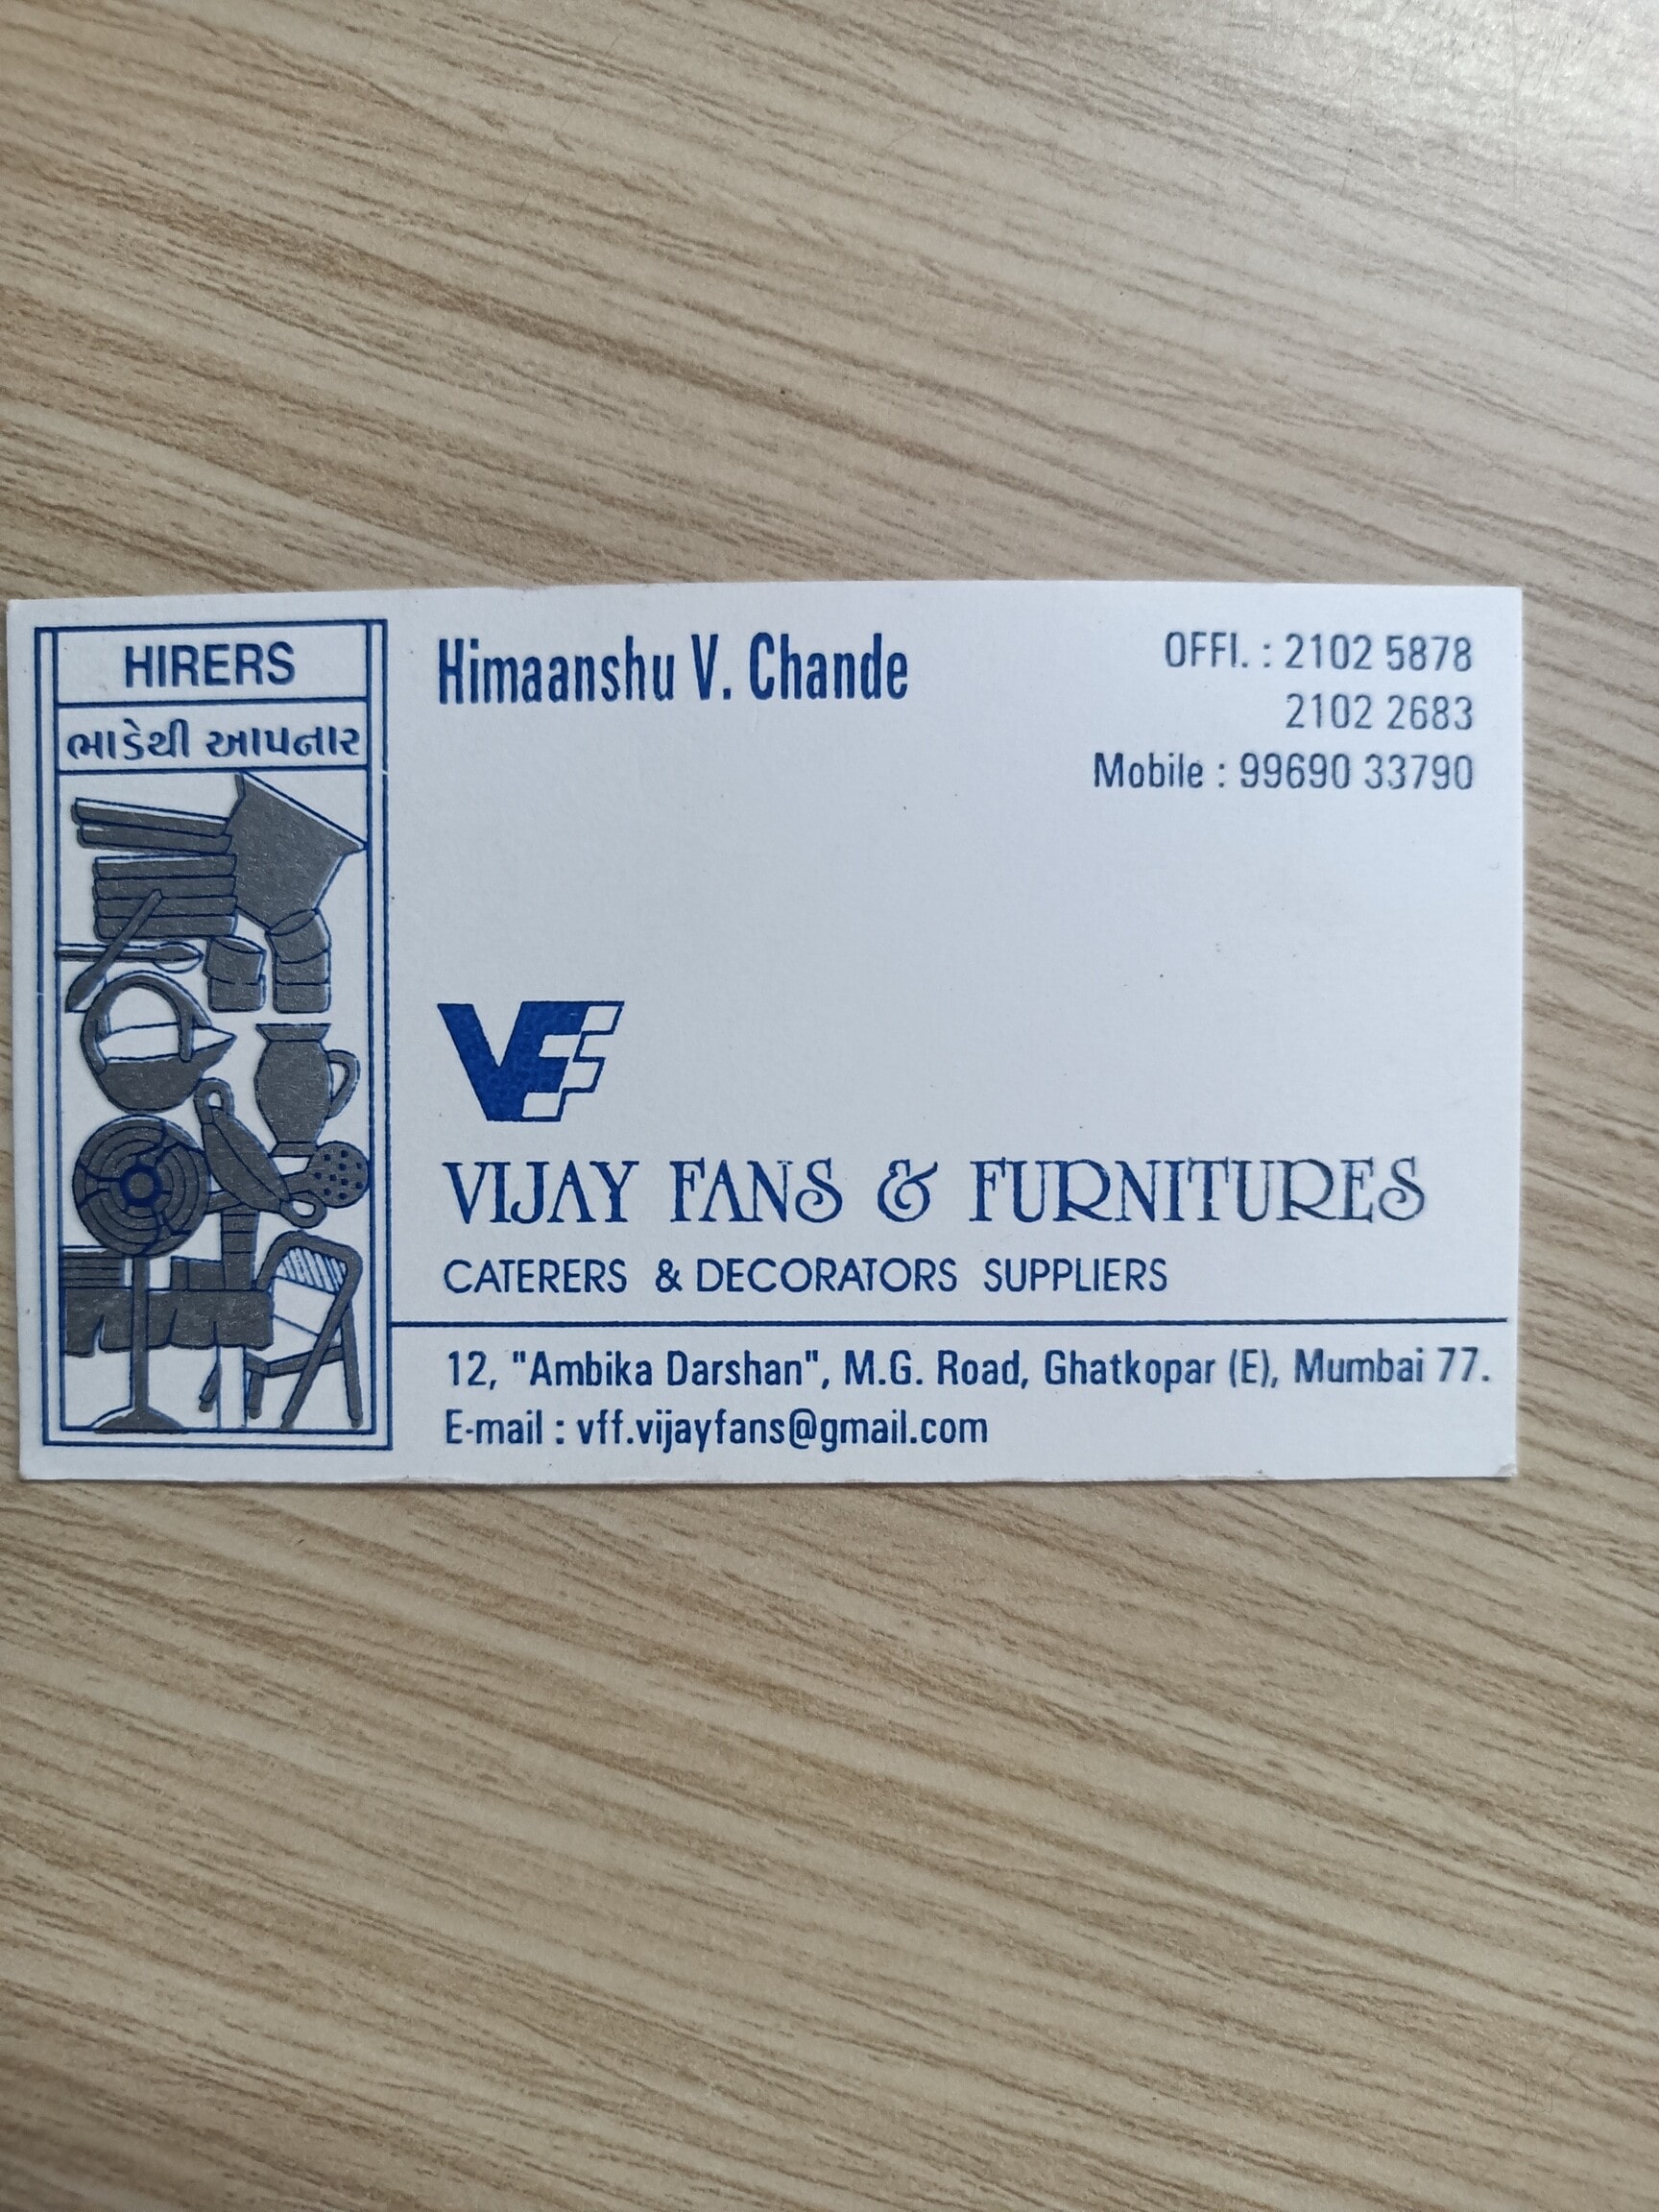 HIRERS
ભાડેથી આપનાર
Himaanshu V. Chande
OFFI. : 2102 5878
2102 2683
Mobile : 99690 33790
VFF
VIJAY FANS & FURNITURES
CATERERS & DECORATORS SUPPLIERS
12, "Ambika Darshan", M.G. Road, Ghatkopar (E), Mumbai 77.
E-mail : vff.vijayfans@gmail.com